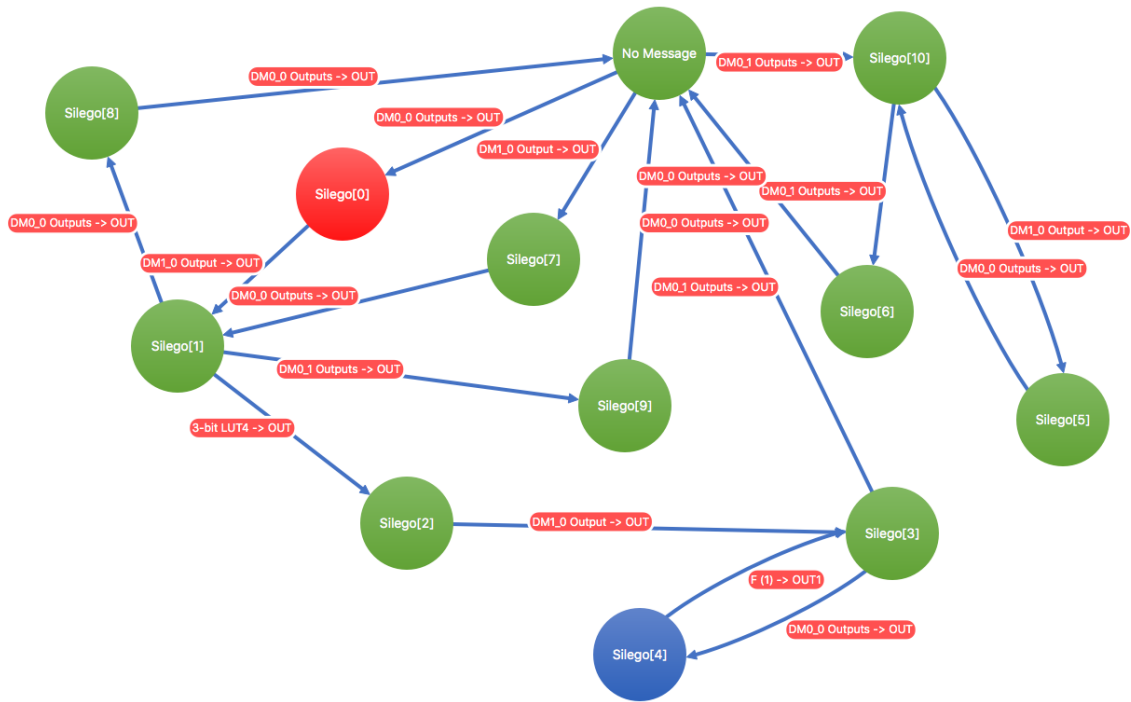 No Message
Silego[10]
DM0_1 Outputs -> OUT
DM0_0 Outputs -> OUT
Silego[8]
DM0_0 Outputs -> OUT
DM1_0 Output -> OUT
DM0_0 Outputs -> OUT
DM0_1 Outputs -> OUT
Silego[0]
DM0_0 Outputs -> OUT
DM0_0 Outputs -> OUT
DM1_0 Output -> OUT
DM1_0 Output -> OUT
Silego[7]
DM0_0 Outputs -> OUT
DM0_1 Outputs -> OUT
DM0_0 Outputs -> OUT
Silego[6]
Silego[1]
DM0_1 Outputs -> OUT
Silego[9]
Silego[5]
3-bit LUT4 -> OUT
Silego[2]
DM1_0 Output -> OUT
Silego[3]
F (1) -> OUT1
DM0_0 Outputs -> OUT
Silego[4]